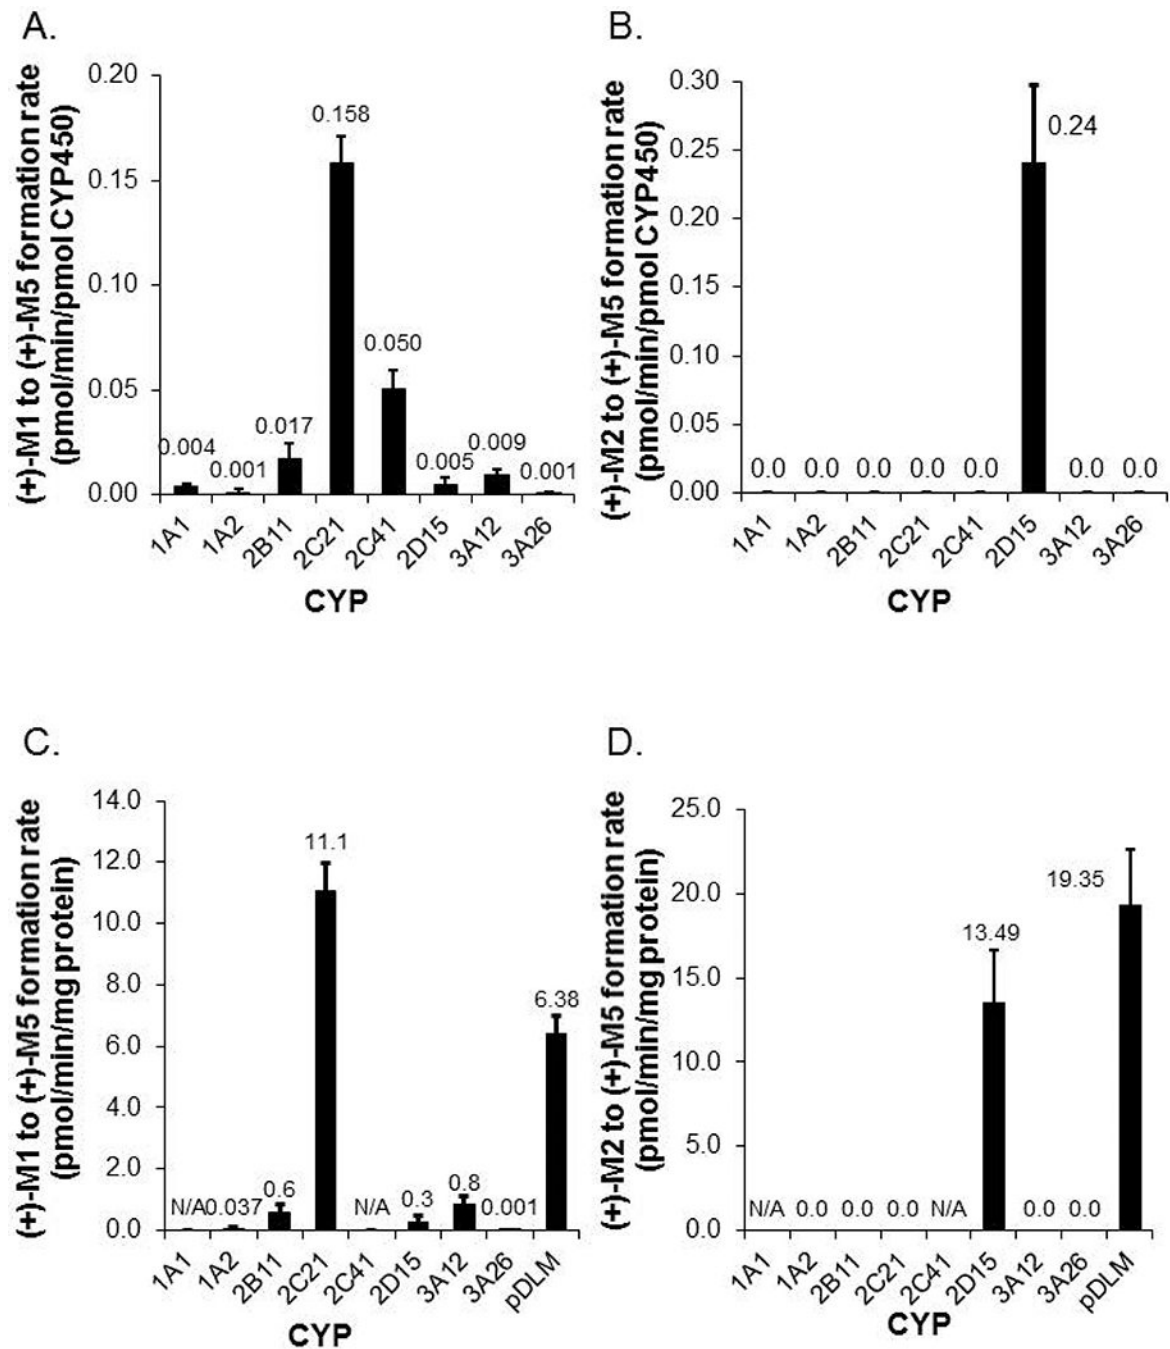 A.
(+)-M1 to (+)-M5 formation rate
(pmol/min/pmol CYP450)
0.20
0.15
0.10
0.05
0.00
0.004
0.001
0.017
0.158
0.050
0.005
0.009
0.001
1A1
1A2
2B11
2C21
2C41
2D15
3A12
3A26
CYP
B.
(+)-M2 to (+)-M5 formation rate
(pmol/min/pmol CYP450)
0.30
0.25
0.20
0.15
0.10
0.05
0.00
0.0
0.0
0.0
0.0
0.0
0.24
0.0
0.0
1A1
1A2
2B11
2C21
2C41
2D15
3A12
3A26
CYP
C.
(+)-M1 to (+)-M5 formation rate
(pmol/min/mg protein)
14.0
12.0
10.0
8.0
6.0
4.0
2.0
0.0
N/A
0.037
0.6
11.1
N/A
0.3
0.8
0.001
6.38
1A1
1A2
2B11
2C21
2C41
2D15
3A12
3A26
pDLM
CYP
D.
(+)-M2 to (+)-M5 formation rate
(pmol/min/mg protein)
25.0
20.0
15.0
10.0
5.0
0.0
N/A
0.0
0.0
0.0
N/A
13.49
0.0
0.0
19.35
1A1
1A2
2B11
2C21
2C41
2D15
3A12
3A26
pDLM
CYP